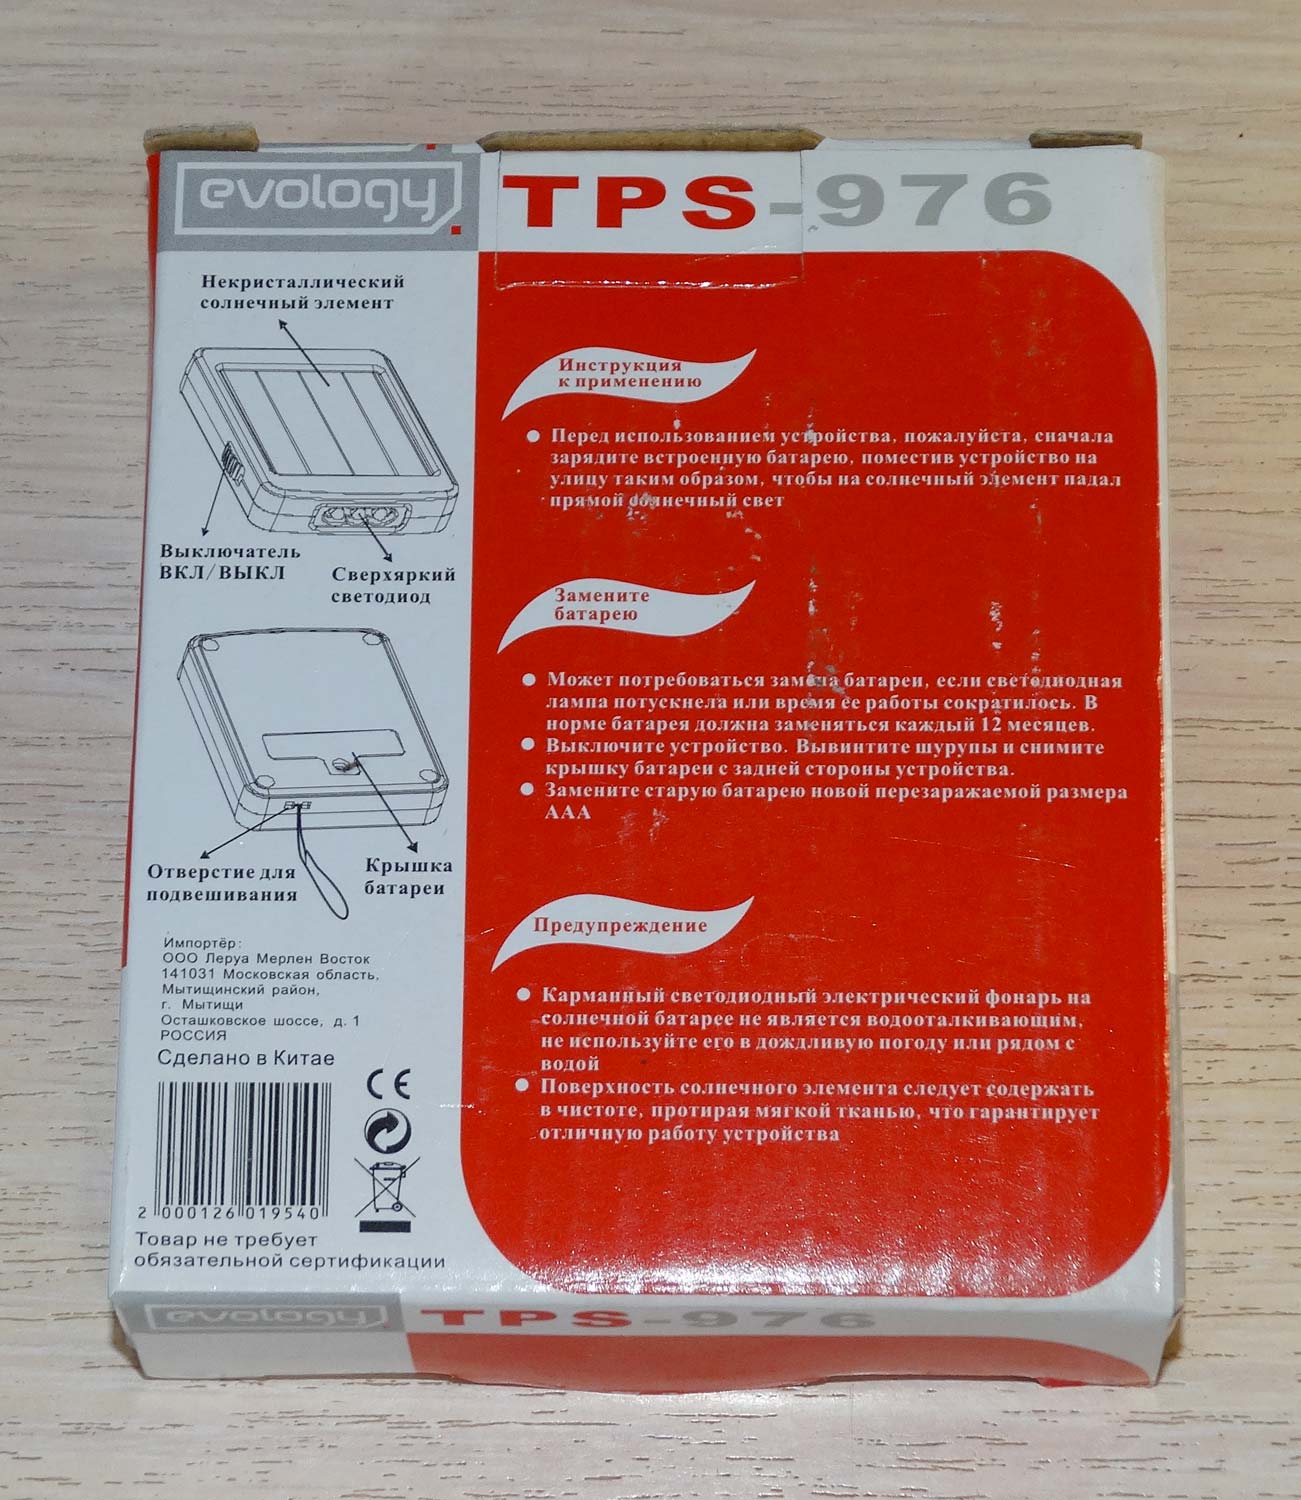 evology
TPS-976
Некристаллический
солнечный элемент
Выключатель
ВКЛ/ВЫКЛ
Сверхяркий
светодиод
Отверстие для
подвешивания
Крышка
батареи
Импортёр:
ООО Леруа Мерлен Восток
141031 Московская область,
Мытищинский район,
г. Мытищи
Осташковское шоссе, д. 1
РОССИЯ
Сделано в Китае
CE
2 000126 019540
Товар не требует
обязательной сертификации
Инструкция
к применению
Перед использованием устройства, пожалуйста, сначала
зарядите встроенную батарею, поместив устройство на
улицу таким образом, чтобы на солнечный элемент падал
прямой солнечный свет
Замените
батарею
Может потребоваться замена батареи, если светодиодная
лампа потускнела или время ее работы сократилось. В
норме батарея должна заменяться каждый 12 месяцев.
Выключите устройство. Вывинтите шурупы и снимите
крышку батареи с задней стороны устройства.
Замените старую батарею новой перезаряжаемой размера
ААА
Предупреждение
Карманный светодиодный электрический фонарь на
солнечной батарее не является водооталкивающим,
не используйте его в дождливую погоду или рядом с
водой
Поверхность солнечного элемента следует содержать
в чистоте, протирая мягкой тканью, что гарантирует
отличную работу устройства
evology
TPS-976